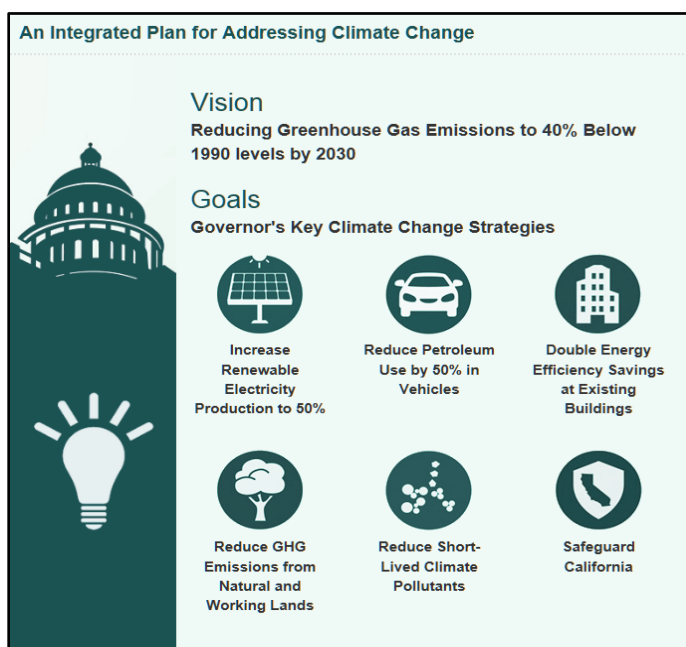 An Integrated Plan for Addressing Climate Change
Vision
Reducing Greenhouse Gas Emissions to 40% Below
1990 levels by 2030
Goals
Governor's Key Climate Change Strategies
Increase
Renewable
Electricity
Production to 50%
Reduce Petroleum
Use by 50% in
Vehicles
Double Energy
Efficiency Savings
at Existing
Buildings
Reduce GHG
Emissions from
Natural and
Working Lands
Reduce Short-
Lived Climate
Pollutants
Safeguard
California